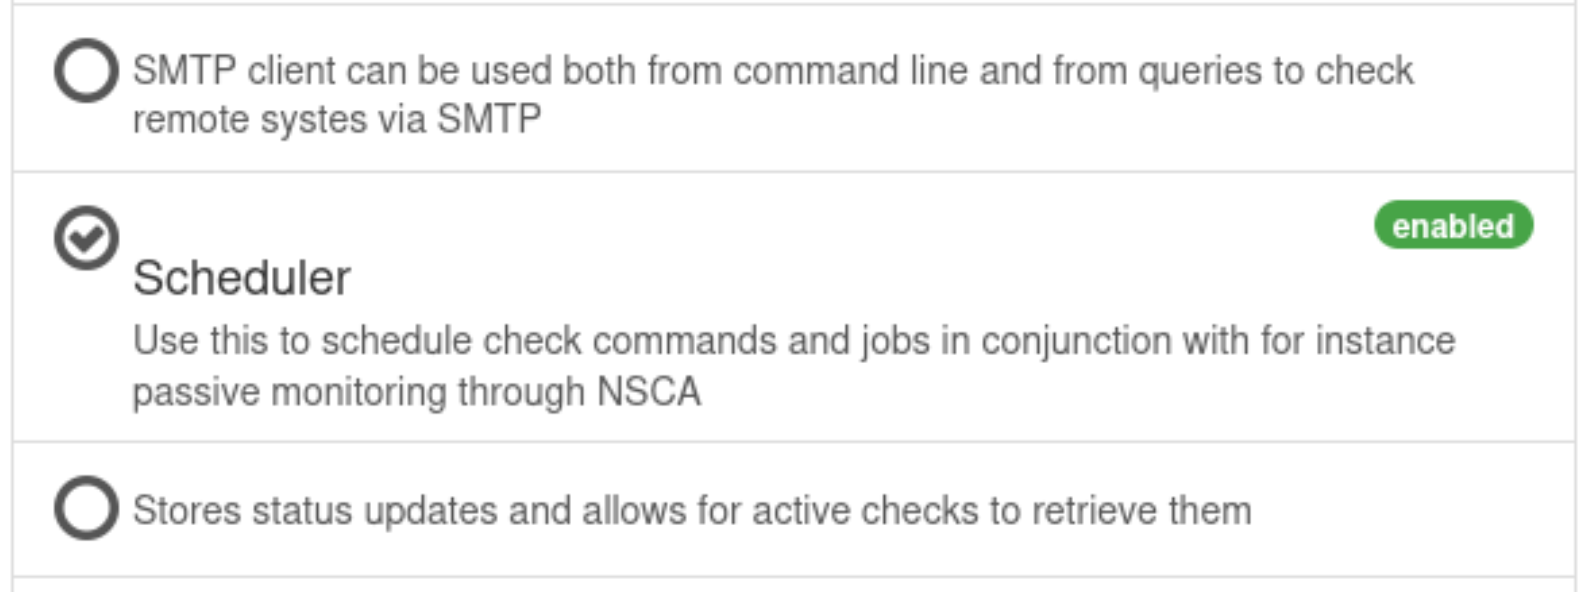 SMTP client can be used both from command line and from queries to check
remote systes via SMTP
enabled
Scheduler
Use this to schedule check commands and jobs in conjunction with for instance
passive monitoring through NSCA
Stores status updates and allows for active checks to retrieve them